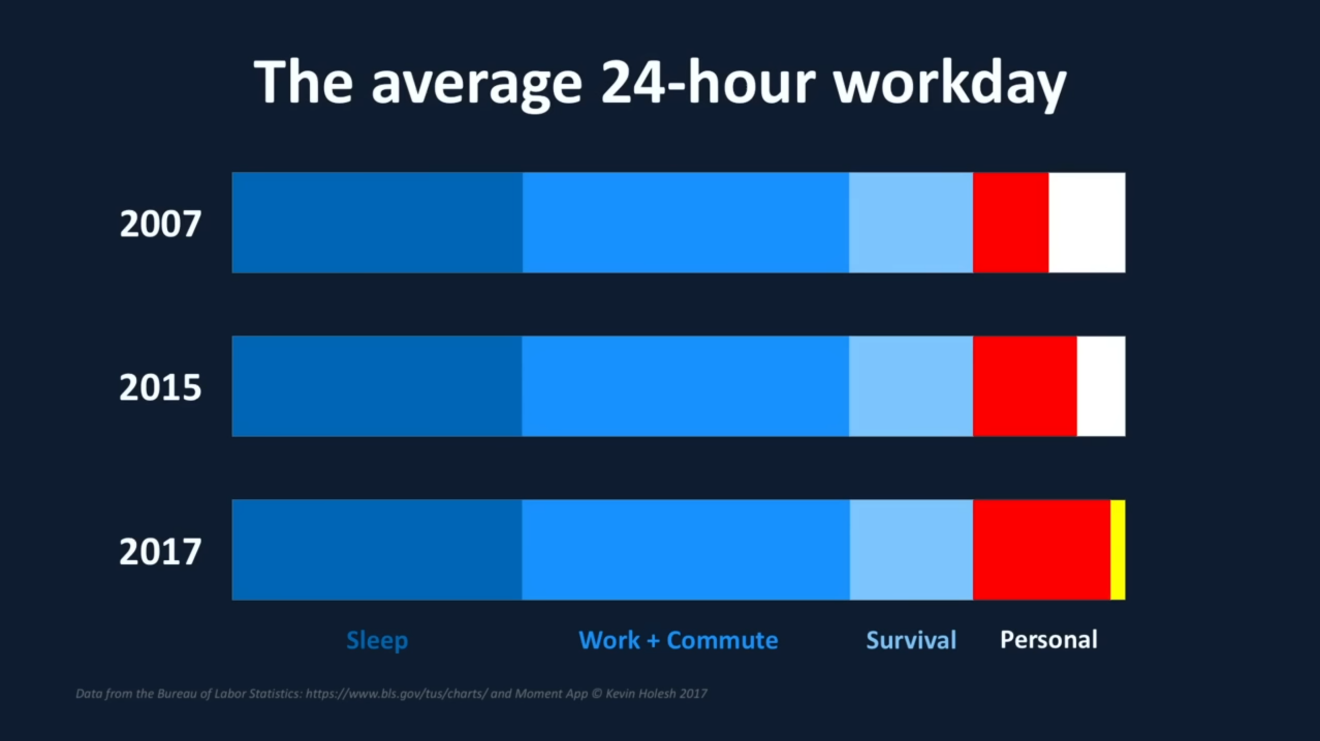 The average 24-hour workday
2007
2015
2017
Sleep
Work + Commute
Survival
Personal
Data from the Bureau of Labor Statistics: https://www.bls.gov/tus/charts/ and Moment App © Kevin Holesh 2017